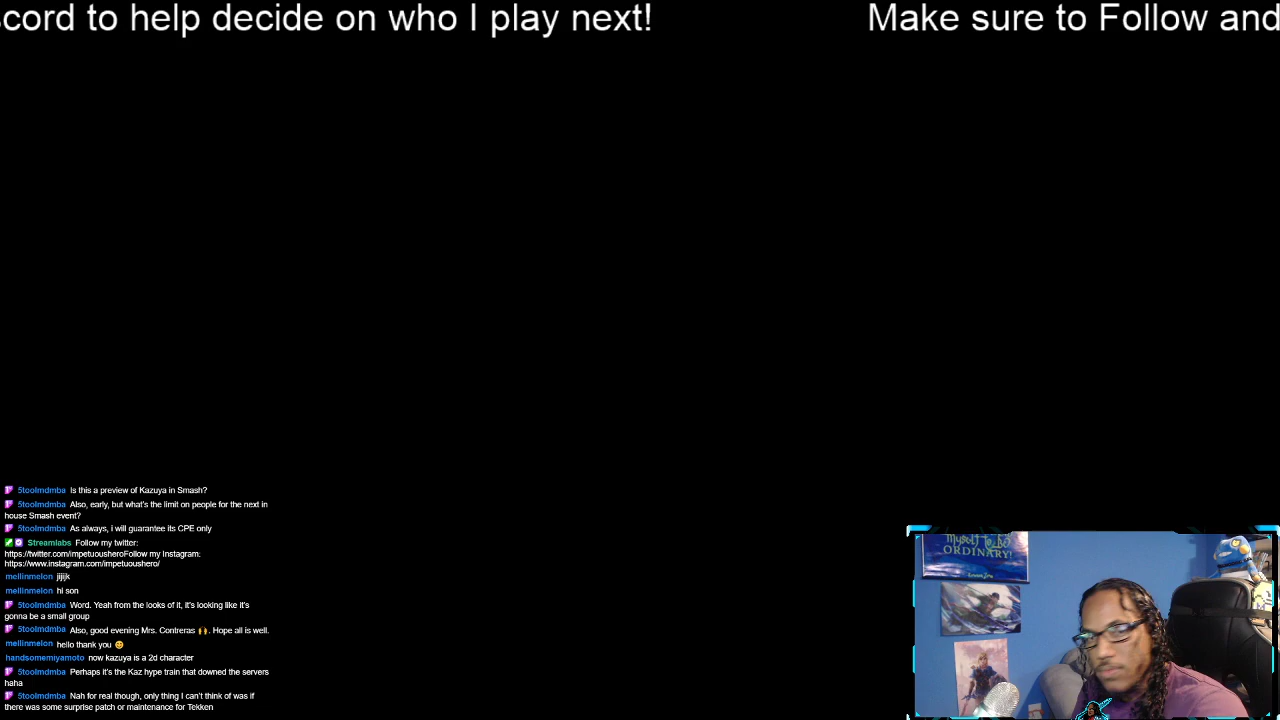 scord to help decide on who I play next! Make sure to Follow and
5toolmdmba Is this a preview of Kazuya in Smash?
5toolmdmba Also, early, but what's the limit on people for the next in
house Smash event?
5toolmdmba As always, i will guarantee its CPE only
Streamlabs Follow my twitter:
https://twitter.com/impetuousheroFollow my Instagram:
https://www.instagram.com/impetuoushero/
mellinmelon jijijk
mellinmelon hi son
5toolmdmba Word. Yeah from the looks of it, it's looking like it's
gonna be a small group
5toolmdmba Also, good evening Mrs. Contreras 🙌. Hope all is well.
mellinmelon hello thank you 😊
handsomemiyamoto now kazuya is a 2d character
5toolmdmba Perhaps it's the Kaz hype train that downed the servers
haha
5toolmdmba Nah for real though, only thing I can't think of was if
there was some surprise patch or maintenance for Tekken
Myself to be
ORDINARY!